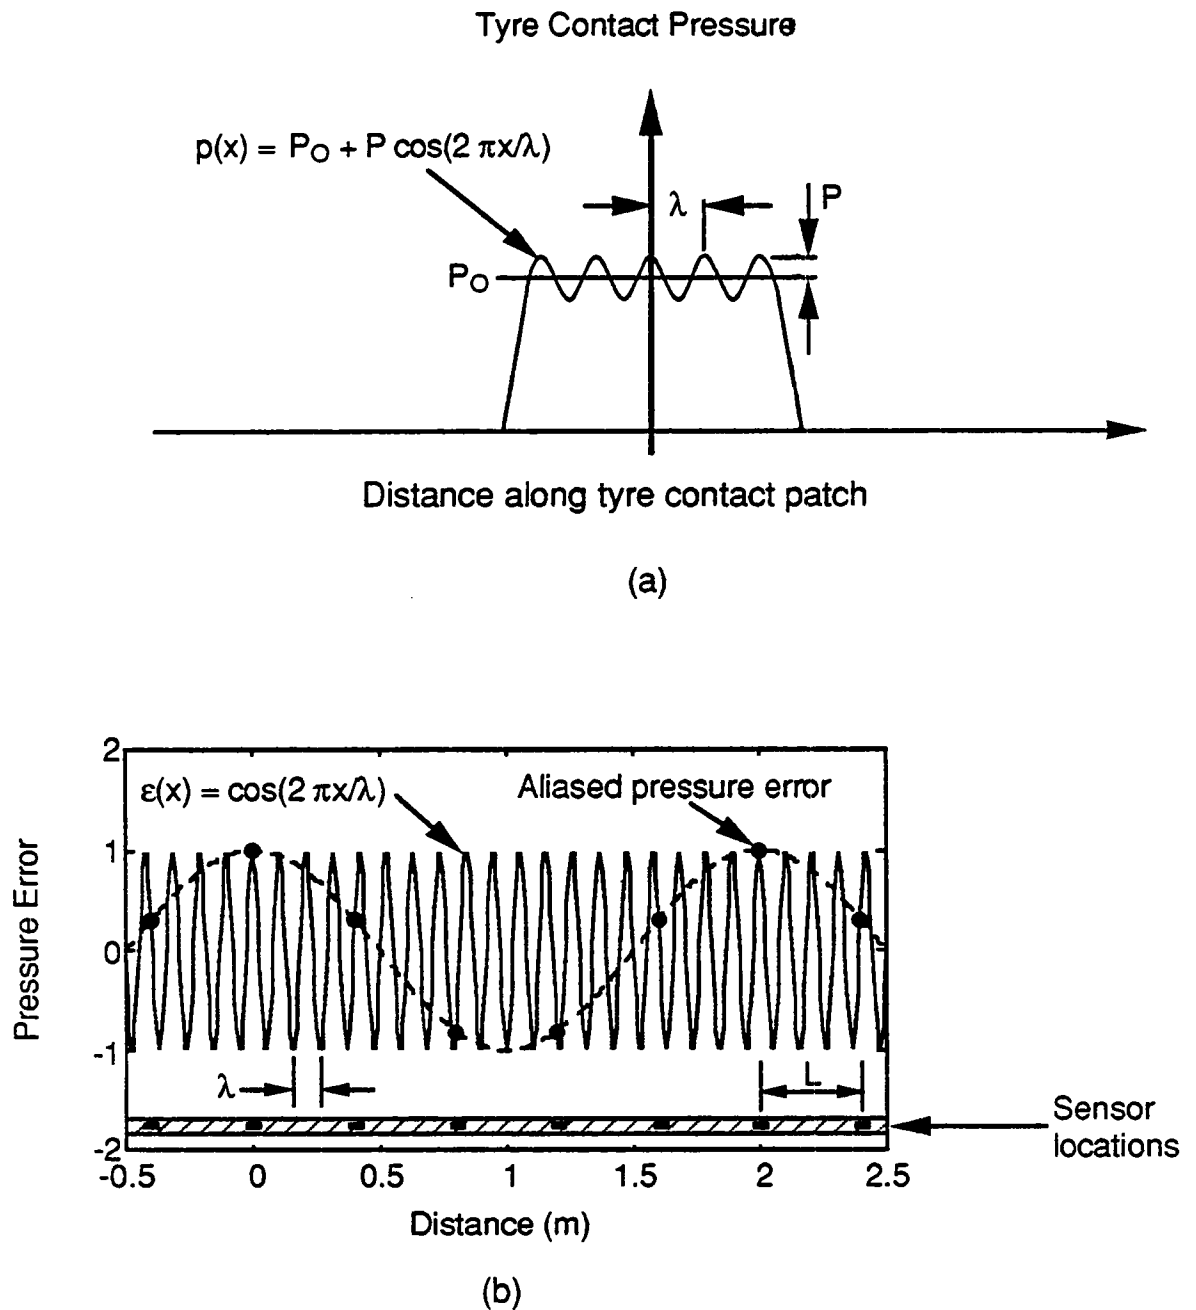 Tyre Contact Pressure
p(x) = PO + P cos(2 πx/λ)
λ
P
PO
Distance along tyre contact patch
(a)
2
ε(x) = cos(2 πx/λ)
Aliased pressure error
1
Pressure Error
0
-1
λ
L
Sensor
locations
-2
-0.5
0
0.5
1
1.5
2
2.5
Distance (m)
(b)